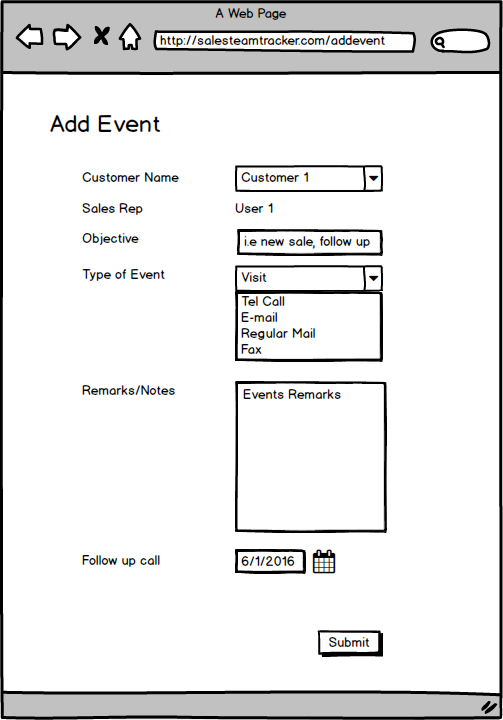 A Web Page
http://salesteamtracker.com/addevent
Add Event
Customer Name Customer 1
Sales Rep User 1
Objective i.e new sale, follow up
Type of Event Visit
Tel Call
E-mail
Regular Mail
Fax
Remarks/Notes Events Remarks
Follow up call 6/1/2016
Submit